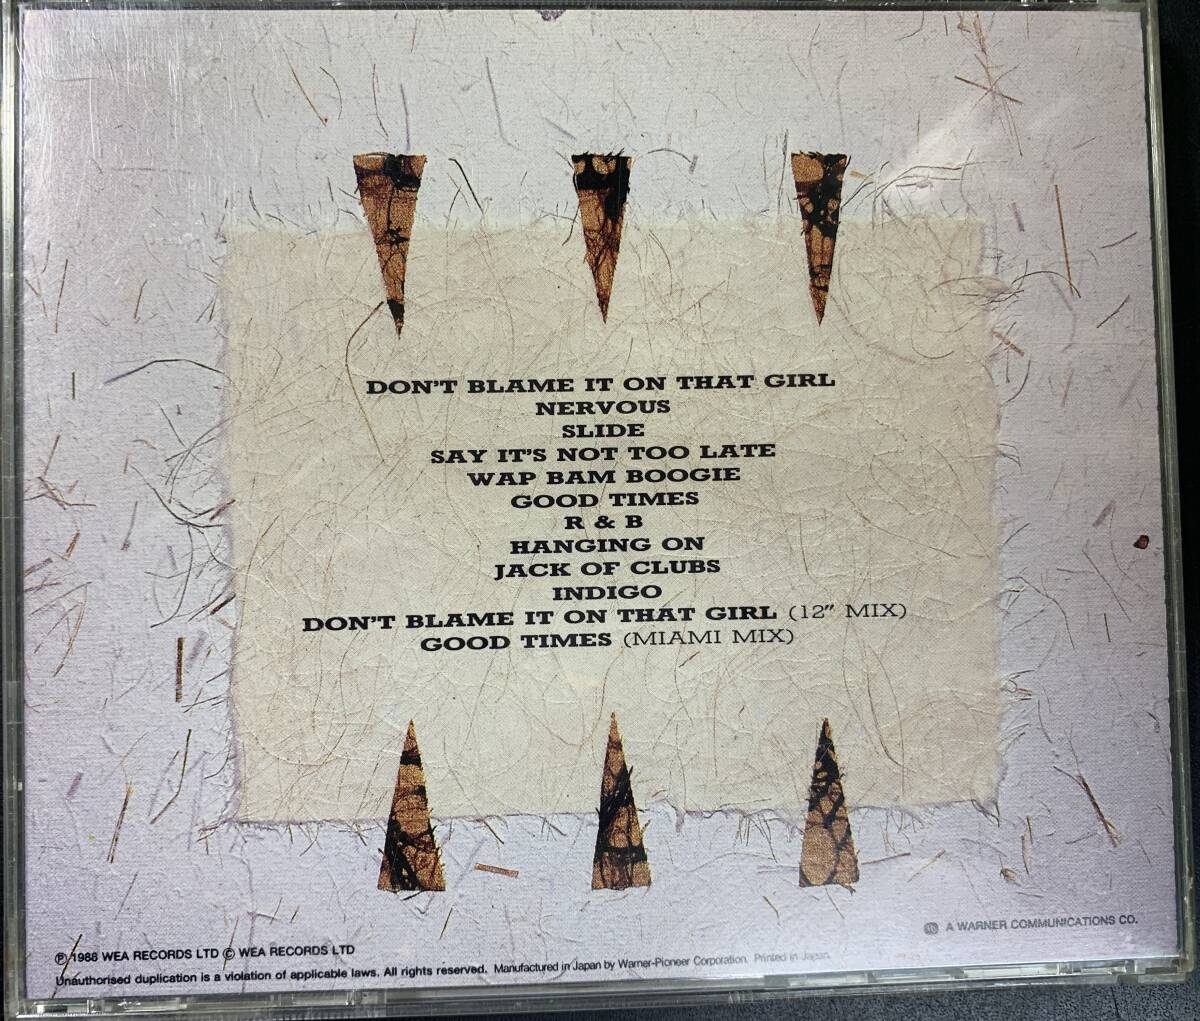 DON'T BLAME IT ON THAT GIRL
NERVOUS
SLIDE
SAY IT'S NOT TOO LATE
WAP BAM BOOGIE
GOOD TIMES
R & B
HANGING ON
JACK OF CLUBS
INDIGO
DON'T BLAME IT ON THAT GIRL (12" MIX)
GOOD TIMES (MIAMI MIX)
A WARNER COMMUNICATIONS CO.
℗ 1988 WEA RECORDS LTD © WEA RECORDS LTD
Unauthorised duplication is a violation of applicable laws. All rights reserved. Manufactured in Japan by Warner-Pioneer Corporation. Printed in Japan.